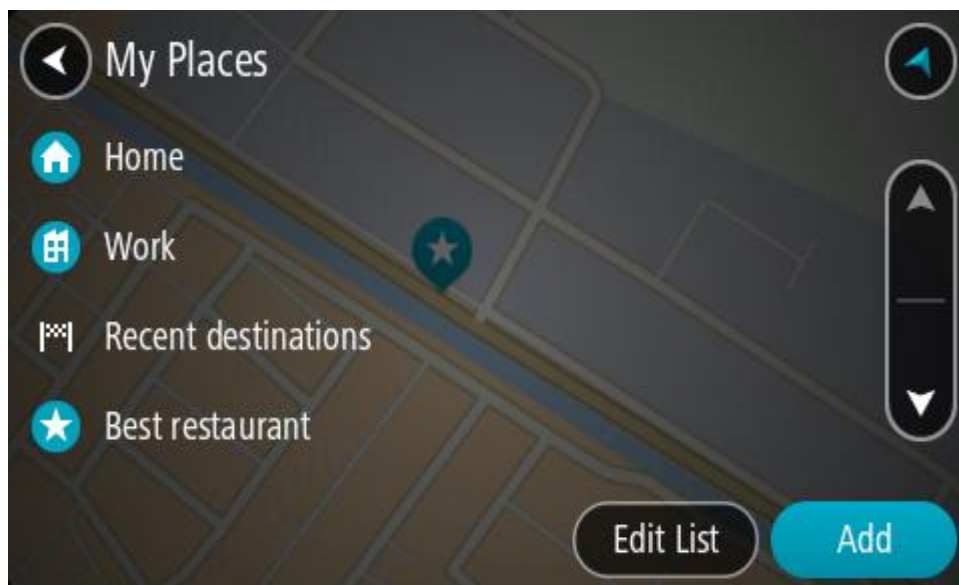 My Places
Home
Work
Recent destinations
Best restaurant
Edit List
Add